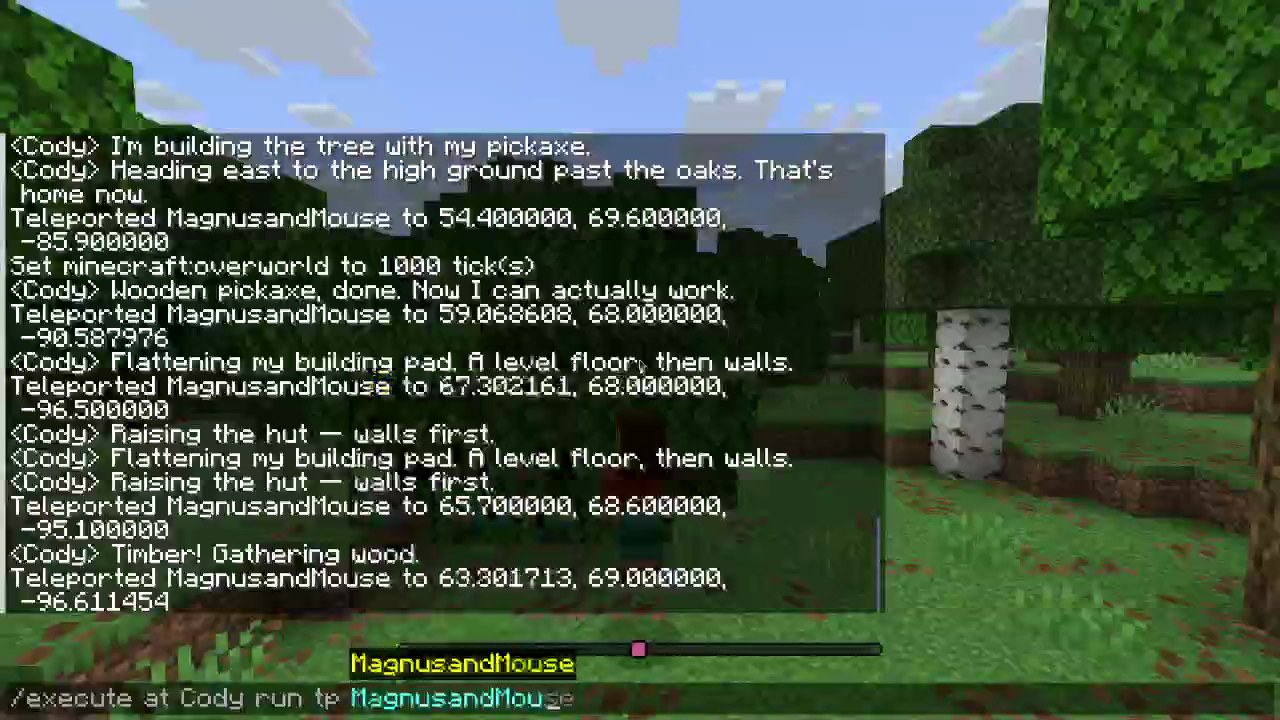 <Cody> I'm building the tree with my pickaxe.
<Cody> Heading east to the high ground past the oaks. That's
home now.
Teleported MagnusandMouse to 54.400000, 69.600000,
-85.900000
Set minecraft:overworld to 1000 tick(s)
<Cody> Wooden pickaxe, done. Now I can actually work.
Teleported MagnusandMouse to 59.068608, 68.000000,
-90.587976
<Cody> Flattening my building pad. A level floor, then walls.
Teleported MagnusandMouse to 67.302161, 68.000000,
-96.500000
<Cody> Raising the hut — walls first.
<Cody> Flattening my building pad. A level floor, then walls.
<Cody> Raising the hut — walls first.
Teleported MagnusandMouse to 65.700000, 68.600000,
-95.100000
<Cody> Timber! Gathering wood.
Teleported MagnusandMouse to 63.301713, 69.000000,
-96.611454
MagnusandMouse
/execute at Cody run tp MagnusandMouse